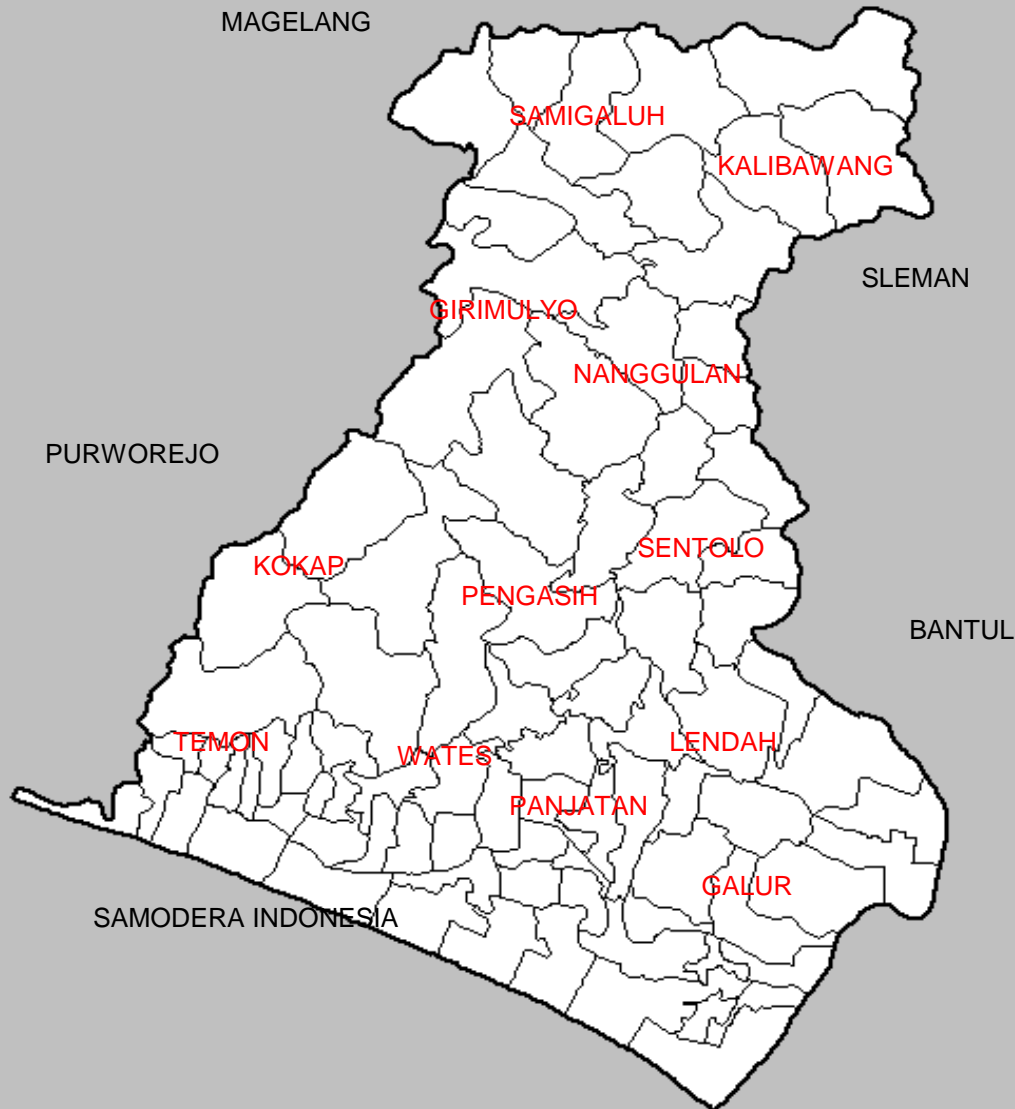 MAGELANG
SAMIGALUH
KALIBAWANG
SLEMAN
GIRIMULYO
NANGGULAN
PURWOREJO
SENTOLO
KOKAP
PENGASIH
BANTUL
TEMON
LENDAH
WATES
PANJATAN
GALUR
SAMODERA INDONESIA